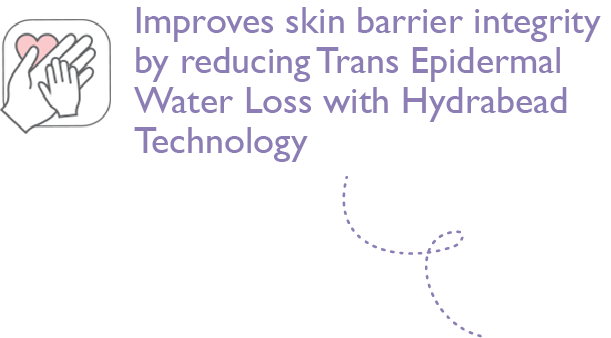 Improves skin barrier integrity
by reducing Trans Epidermal
Water Loss with Hydrabead
Technology